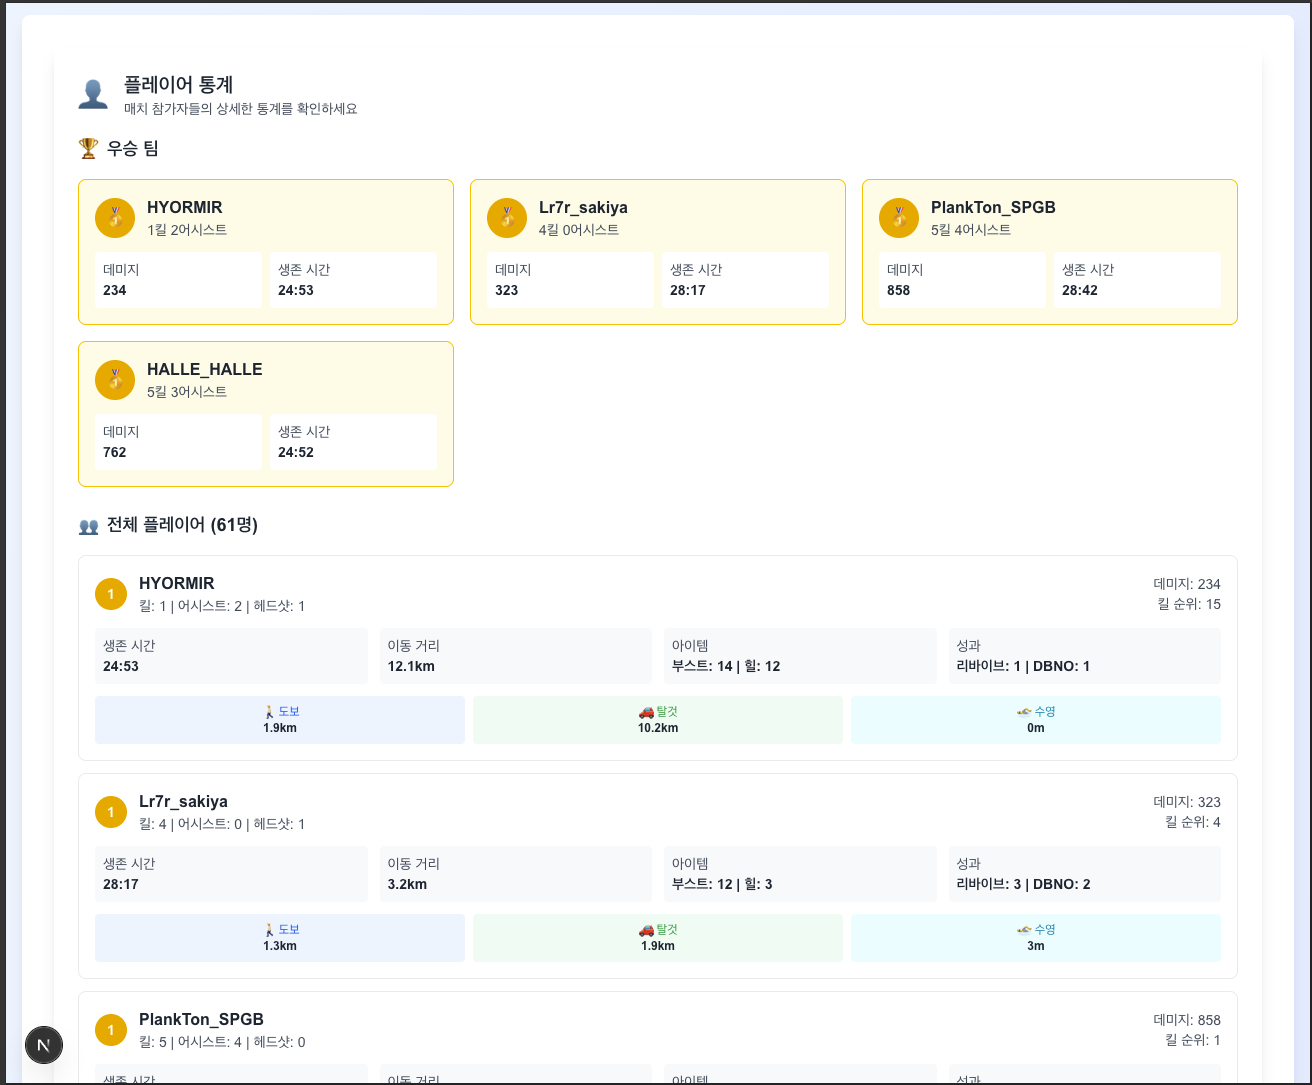 플레이어 통계
매치 참가자들의 상세한 통계를 확인하세요
우승 팀
HYORMIR
1킬 2어시스트
데미지
234
생존 시간
24:53
Lr7r_sakiya
4킬 0어시스트
데미지
323
생존 시간
28:17
PlankTon_SPGB
5킬 4어시스트
데미지
858
생존 시간
28:42
HALLE_HALLE
5킬 3어시스트
데미지
762
생존 시간
24:52
전체 플레이어 (61명)
1
HYORMIR
킬: 1 | 어시스트: 2 | 헤드샷: 1
데미지: 234
킬 순위: 15
생존 시간
24:53
이동 거리
12.1km
아이템
부스트: 14 | 힐: 12
성과
리바이브: 1 | DBNO: 1
도보
1.9km
탈것
10.2km
수영
0m
1
Lr7r_sakiya
킬: 4 | 어시스트: 0 | 헤드샷: 1
데미지: 323
킬 순위: 4
생존 시간
28:17
이동 거리
3.2km
아이템
부스트: 12 | 힐: 3
성과
리바이브: 3 | DBNO: 2
도보
1.3km
탈것
1.9km
수영
3m
1
PlankTon_SPGB
킬: 5 | 어시스트: 4 | 헤드샷: 0
데미지: 858
킬 순위: 1
생존 시간
이동 거리
아이템
성과
N